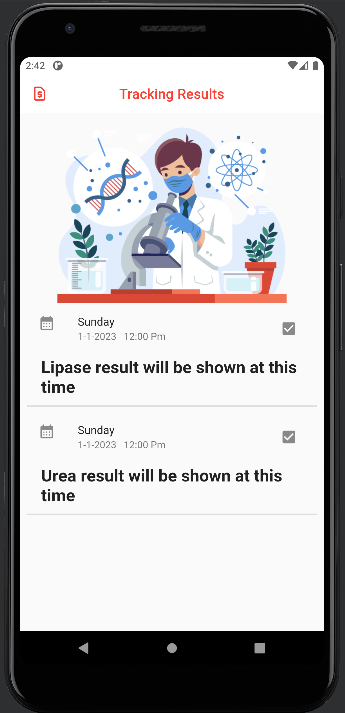 2:42
Tracking Results
Sunday
1-1-2023 12:00 Pm
Lipase result will be shown at this
time
Sunday
1-1-2023 12:00 Pm
Urea result will be shown at this
time